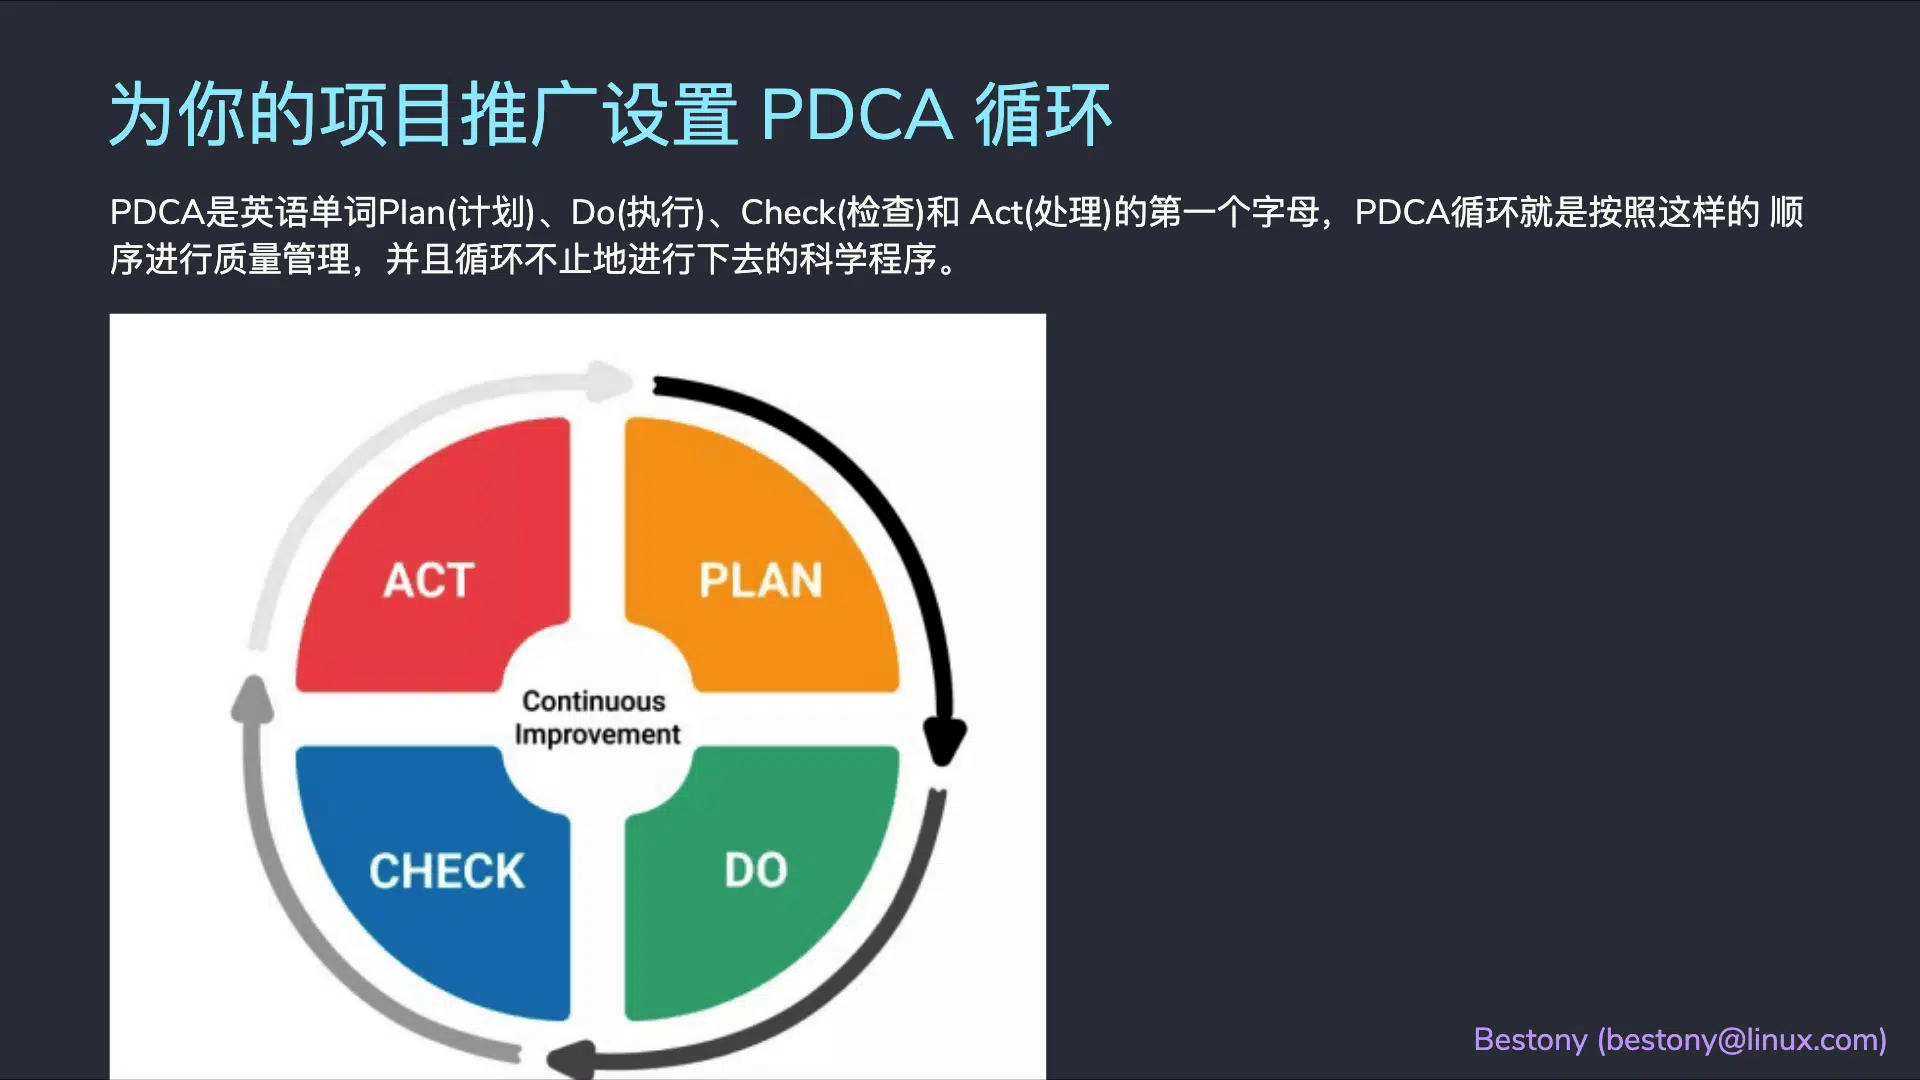 为你的项目推广设置 PDCA 循环
PDCA是英语单词Plan(计划)、Do(执行)、Check(检查)和 Act(处理)的第一个字母，PDCA循环就是按照这样的 顺
序进行质量管理，并且循环不止地进行下去的科学程序。
ACT
PLAN
Continuous
Improvement
CHECK
DO
Bestony (bestony@linux.com)